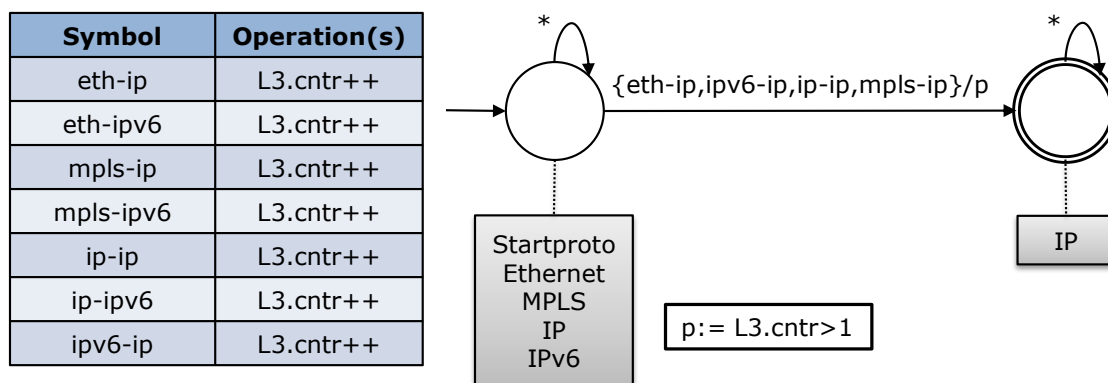 Symbol Operation(s)
eth-ip L3.cntr++
eth-ipv6 L3.cntr++
mpls-ip L3.cntr++
mpls-ipv6 L3.cntr++
ip-ip L3.cntr++
ip-ipv6 L3.cntr++
ipv6-ip L3.cntr++
*
*
{eth-ip,ipv6-ip,ip-ip,mpls-ip}/p
Startproto
Ethernet
MPLS
IP
IPv6
IP
p:= L3.cntr>1